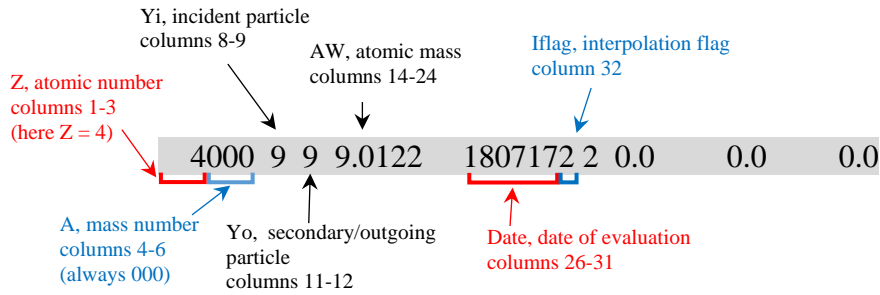 Yi, incident particle
columns 8-9
AW, atomic mass
columns 14-24
Iflag, interpolation flag
column 32
Z, atomic number
columns 1-3
(here Z = 4)
4000 9 9 9.0122 1807172 2 0.0 0.0 0.0
A, mass number
columns 4-6
(always 000)
Yo, secondary/outgoing
particle
columns 11-12
Date, date of evaluation
columns 26-31